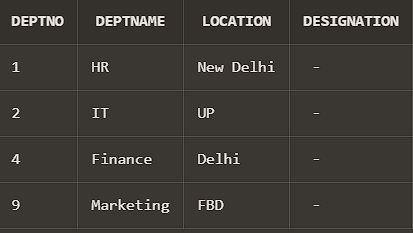 DEPTNO DEPTNAME LOCATION DESIGNATION
1 HR New Delhi -
2 IT UP -
4 Finance Delhi -
9 Marketing FBD -